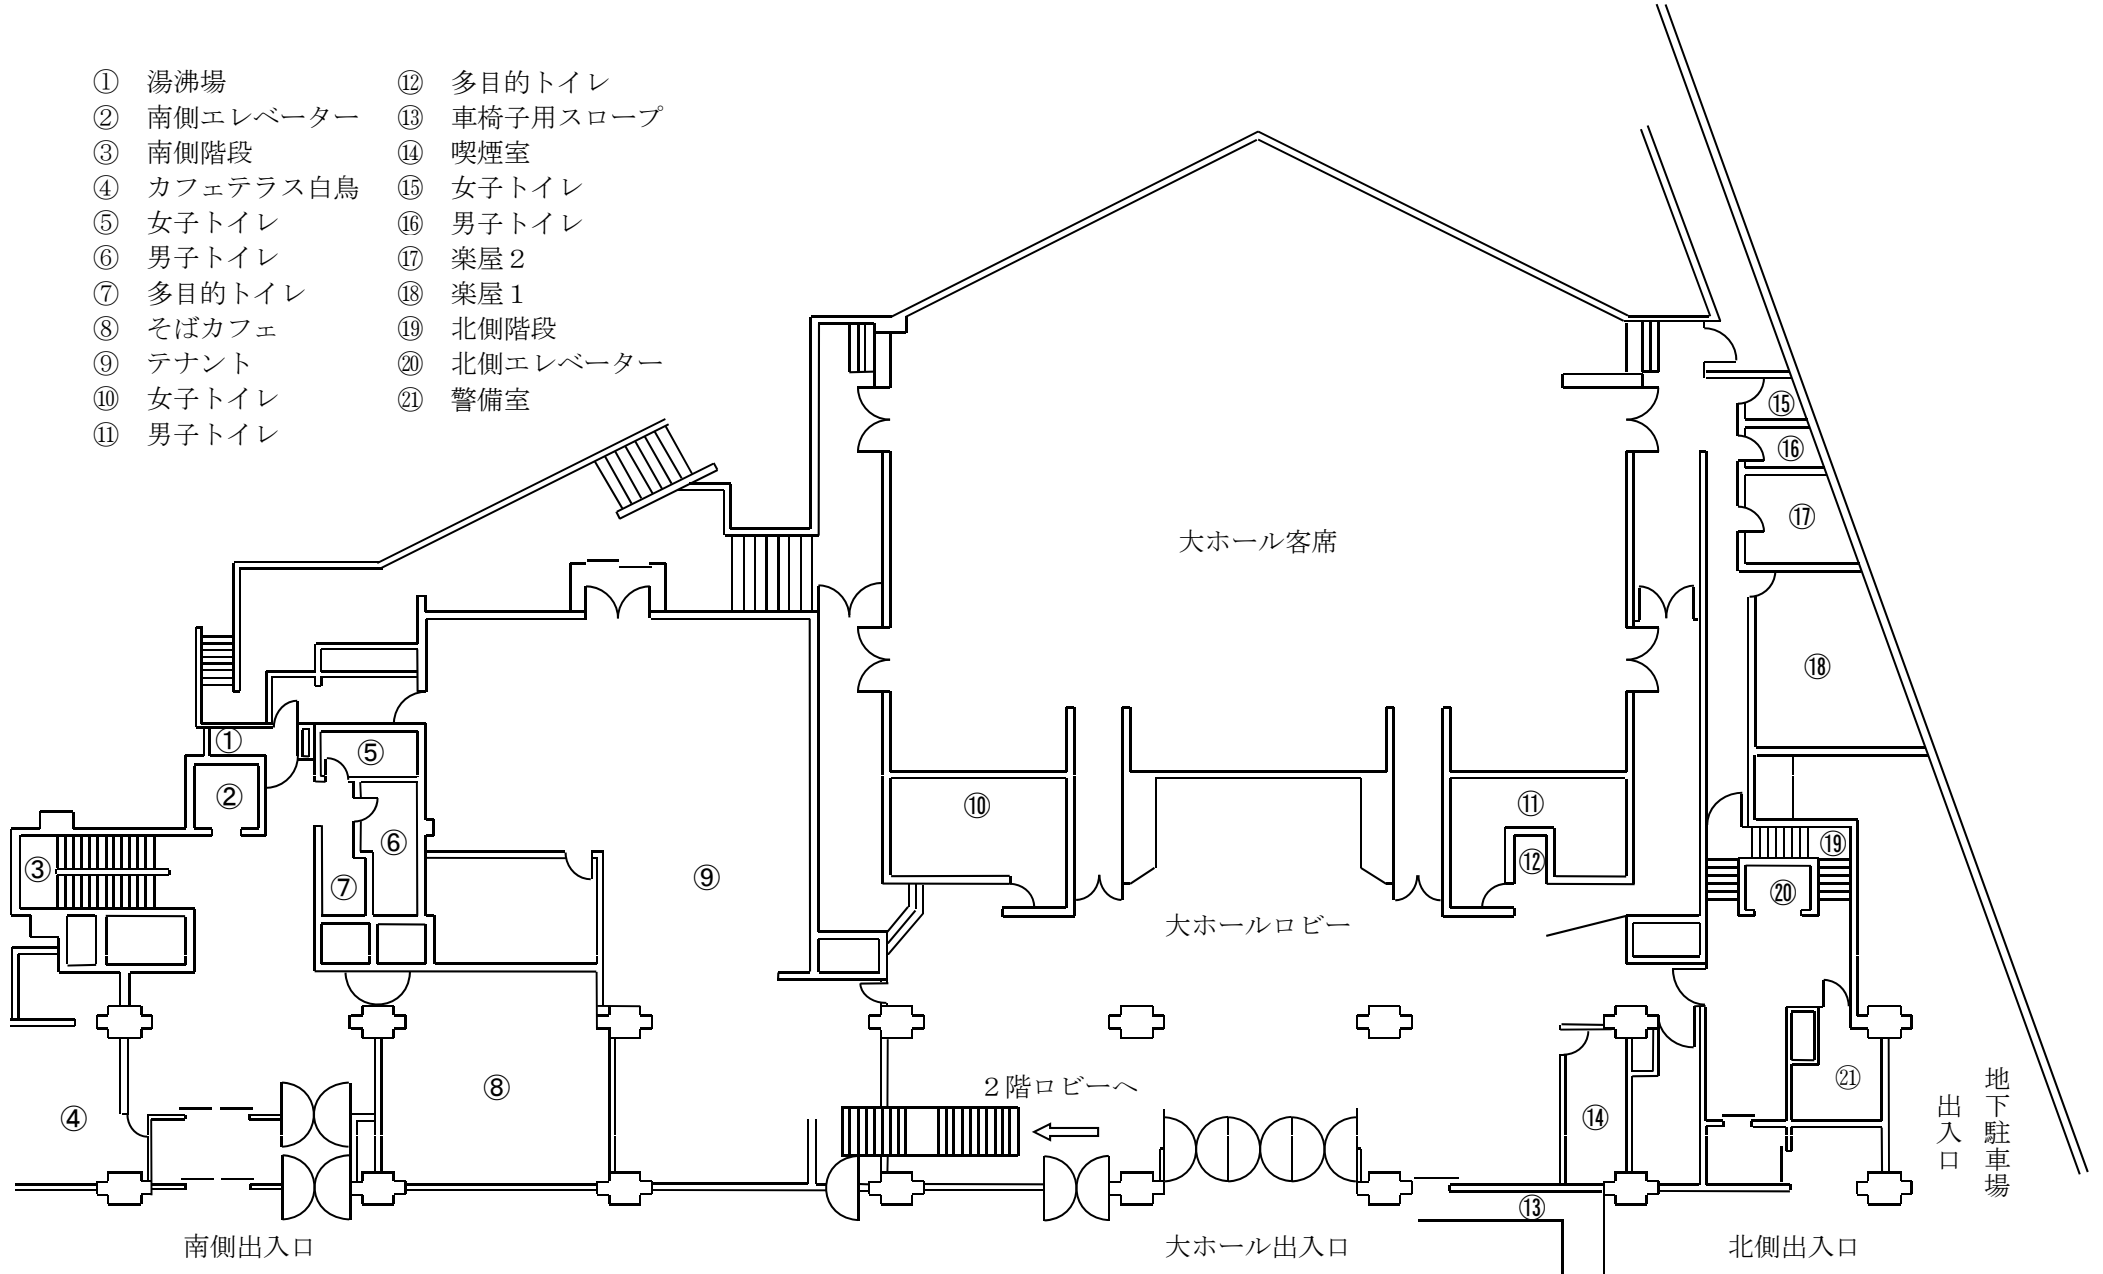 ① 湯沸場
② 南側エレベーター
③ 南側階段
④ カフェテラス白鳥
⑤ 女子トイレ
⑥ 男子トイレ
⑦ 多目的トイレ
⑧ そばカフェ
⑨ テナント
⑩ 女子トイレ
⑪ 男子トイレ
⑫ 多目的トイレ
⑬ 車椅子用スロープ
⑭ 喫煙室
⑮ 女子トイレ
⑯ 男子トイレ
⑰ 楽屋２
⑱ 楽屋１
⑲ 北側階段
⑳ 北側エレベーター
㉑ 警備室
⑮
⑯
⑰
大ホール客席
⑱
①
⑤
②
⑩
⑪
⑥
⑲
⑫
③
⑦
⑨
⑳
大ホールロビー
⑧
２階ロビーへ
㉑
④
⑭
地下駐車場
出入口
⑬
南側出入口
大ホール出入口
北側出入口